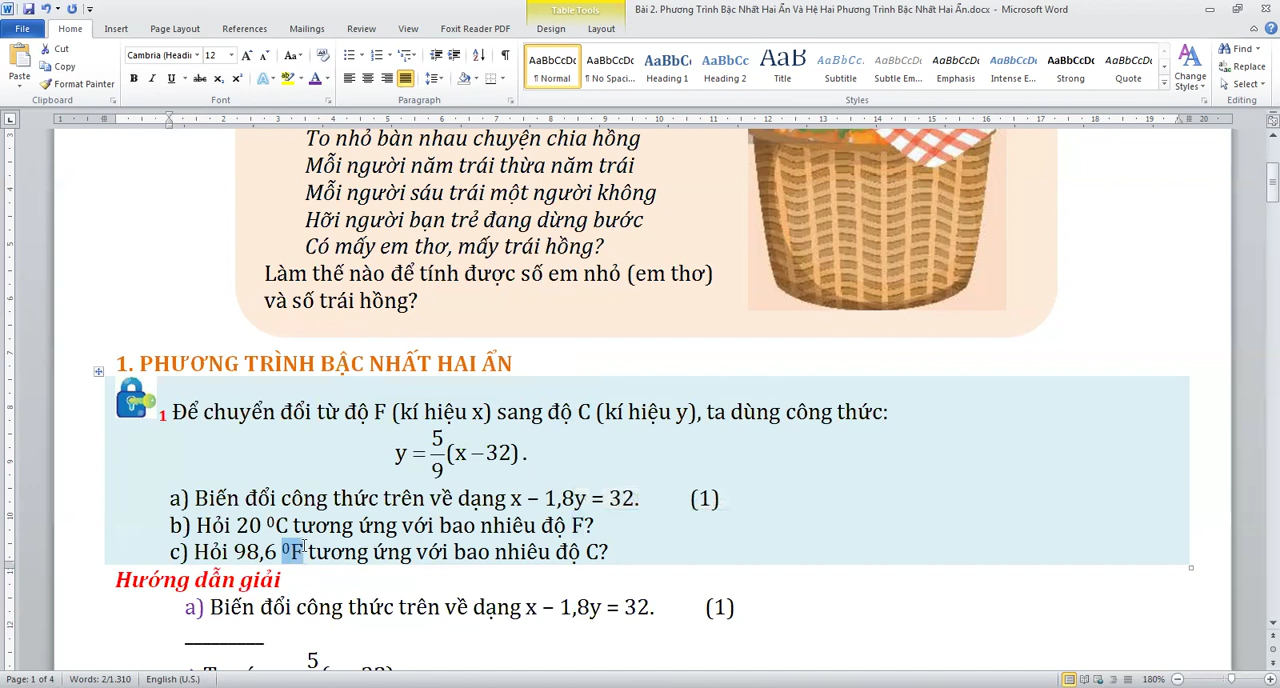 Bài 2. Phương Trình Bậc Nhất Hai Ẩn Và Hệ Hai Phương Trình Bậc Nhất Hai Ẩn.docx - Microsoft Word
Table Tools
File Home Insert Page Layout References Mailings Review View Foxit Reader PDF Design Layout
Cut
Copy
Format Painter
Paste
Clipboard
Cambria (Headi 12
Font
Paragraph
AaBbCcDc AaBbCcDc AaBbC AaBbCc AaB AaBbCc. AaBbCcDc AaBbCcDc AaBbCcDc AaBbCcDc AaBbCcDc
¶ Normal ¶ No Spaci... Heading 1 Heading 2 Title Subtitle Subtle Em... Emphasis Intense E... Strong Quote
Styles
Change Styles
Find
Replace
Select
Editing
To nhỏ bàn nhau chuyện chia hồng
Mỗi người năm trái thừa năm trái
Mỗi người sáu trái một người không
Hỡi người bạn trẻ đang dừng bước
Có mấy em thơ, mấy trái hồng?
Làm thế nào để tính được số em nhỏ (em thơ)
và số trái hồng?
1. PHƯƠNG TRÌNH BẬC NHẤT HAI ẨN
1 Để chuyển đổi từ độ F (kí hiệu x) sang độ C (kí hiệu y), ta dùng công thức:
y = 5/9 (x − 32).
a) Biến đổi công thức trên về dạng x − 1,8y = 32. (1)
b) Hỏi 20 ⁰C tương ứng với bao nhiêu độ F?
c) Hỏi 98,6 ⁰F tương ứng với bao nhiêu độ C?
Hướng dẫn giải
a) Biến đổi công thức trên về dạng x − 1,8y = 32. (1)
Page: 1 of 4 Words: 2/1.310 English (U.S.) 180%